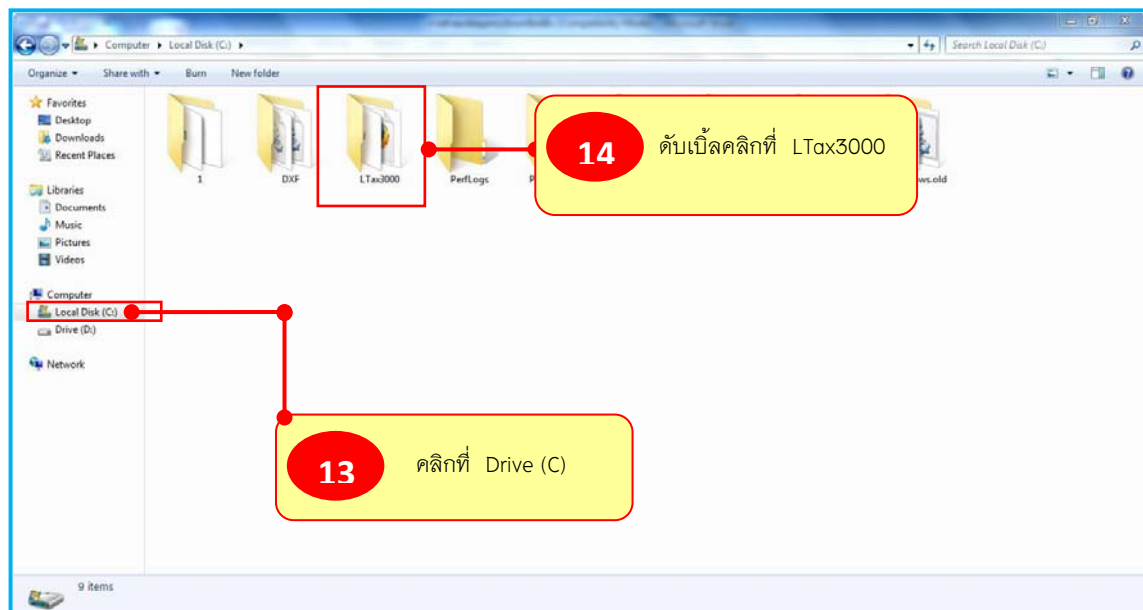 Computer ▸ Local Disk (C:) ▸
Search Local Disk (C:)
Organize Share with Burn New folder
Favorites
Desktop
Downloads
Recent Places
Libraries
Documents
Music
Pictures
Videos
Computer
Local Disk (C:)
Drive (D:)
Network
1
DXF
LTax3000
PerfLogs
14 ดับเบิ้ลคลิกที่ LTax3000
ws.old
13 คลิกที่ Drive (C)
9 items